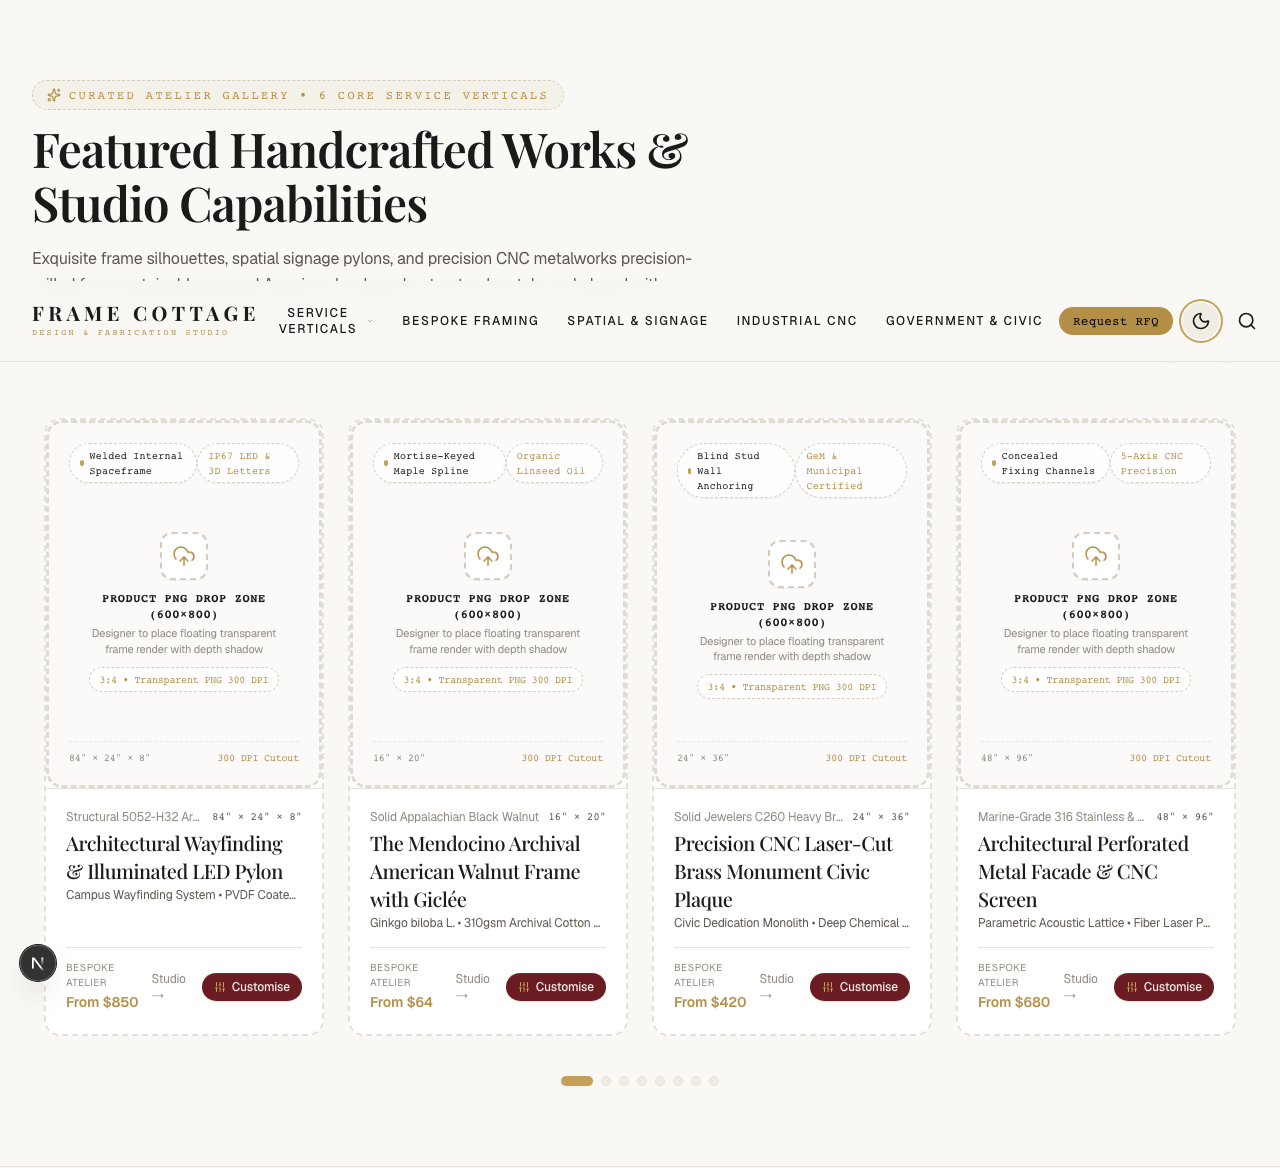 CURATED ATELIER GALLERY • 6 CORE SERVICE VERTICALS
Featured Handcrafted Works &
Studio Capabilities
Exquisite frame silhouettes, spatial signage pylons, and precision CNC metalworks precision-
FRAME COTTAGE
DESIGN & FABRICATION STUDIO
SERVICE
VERTICALS
BESPOKE FRAMING
SPATIAL & SIGNAGE
INDUSTRIAL CNC
GOVERNMENT & CIVIC
Request RFQ
Welded Internal
Spaceframe
IP67 LED &
3D Letters
PRODUCT PNG DROP ZONE
(600×800)
Designer to place floating transparent
frame render with depth shadow
3:4 • Transparent PNG 300 DPI
84" × 24" × 8"
300 DPI Cutout
Structural 5052-H32 Ar...
84" × 24" × 8"
Architectural Wayfinding
& Illuminated LED Pylon
Campus Wayfinding System • PVDF Coate...
BESPOKE
ATELIER
From $850
Studio
→
Customise
Mortise-Keyed
Maple Spline
Organic
Linseed Oil
PRODUCT PNG DROP ZONE
(600×800)
Designer to place floating transparent
frame render with depth shadow
3:4 • Transparent PNG 300 DPI
16" × 20"
300 DPI Cutout
Solid Appalachian Black Walnut
16" × 20"
The Mendocino Archival
American Walnut Frame
with Giclée
Ginkgo biloba L. • 310gsm Archival Cotton ...
BESPOKE
ATELIER
From $64
Studio
→
Customise
Blind Stud
Wall
Anchoring
GeM &
Municipal
Certified
PRODUCT PNG DROP ZONE
(600×800)
Designer to place floating transparent
frame render with depth shadow
3:4 • Transparent PNG 300 DPI
24" × 36"
300 DPI Cutout
Solid Jewelers C260 Heavy Br...
24" × 36"
Precision CNC Laser-Cut
Brass Monument Civic
Plaque
Civic Dedication Monolith • Deep Chemical ...
BESPOKE
ATELIER
From $420
Studio
→
Customise
Concealed
Fixing Channels
5-Axis CNC
Precision
PRODUCT PNG DROP ZONE
(600×800)
Designer to place floating transparent
frame render with depth shadow
3:4 • Transparent PNG 300 DPI
48" × 96"
300 DPI Cutout
Marine-Grade 316 Stainless & ...
48" × 96"
Architectural Perforated
Metal Facade & CNC
Screen
Parametric Acoustic Lattice • Fiber Laser P...
BESPOKE
ATELIER
From $680
Studio
→
Customise
N